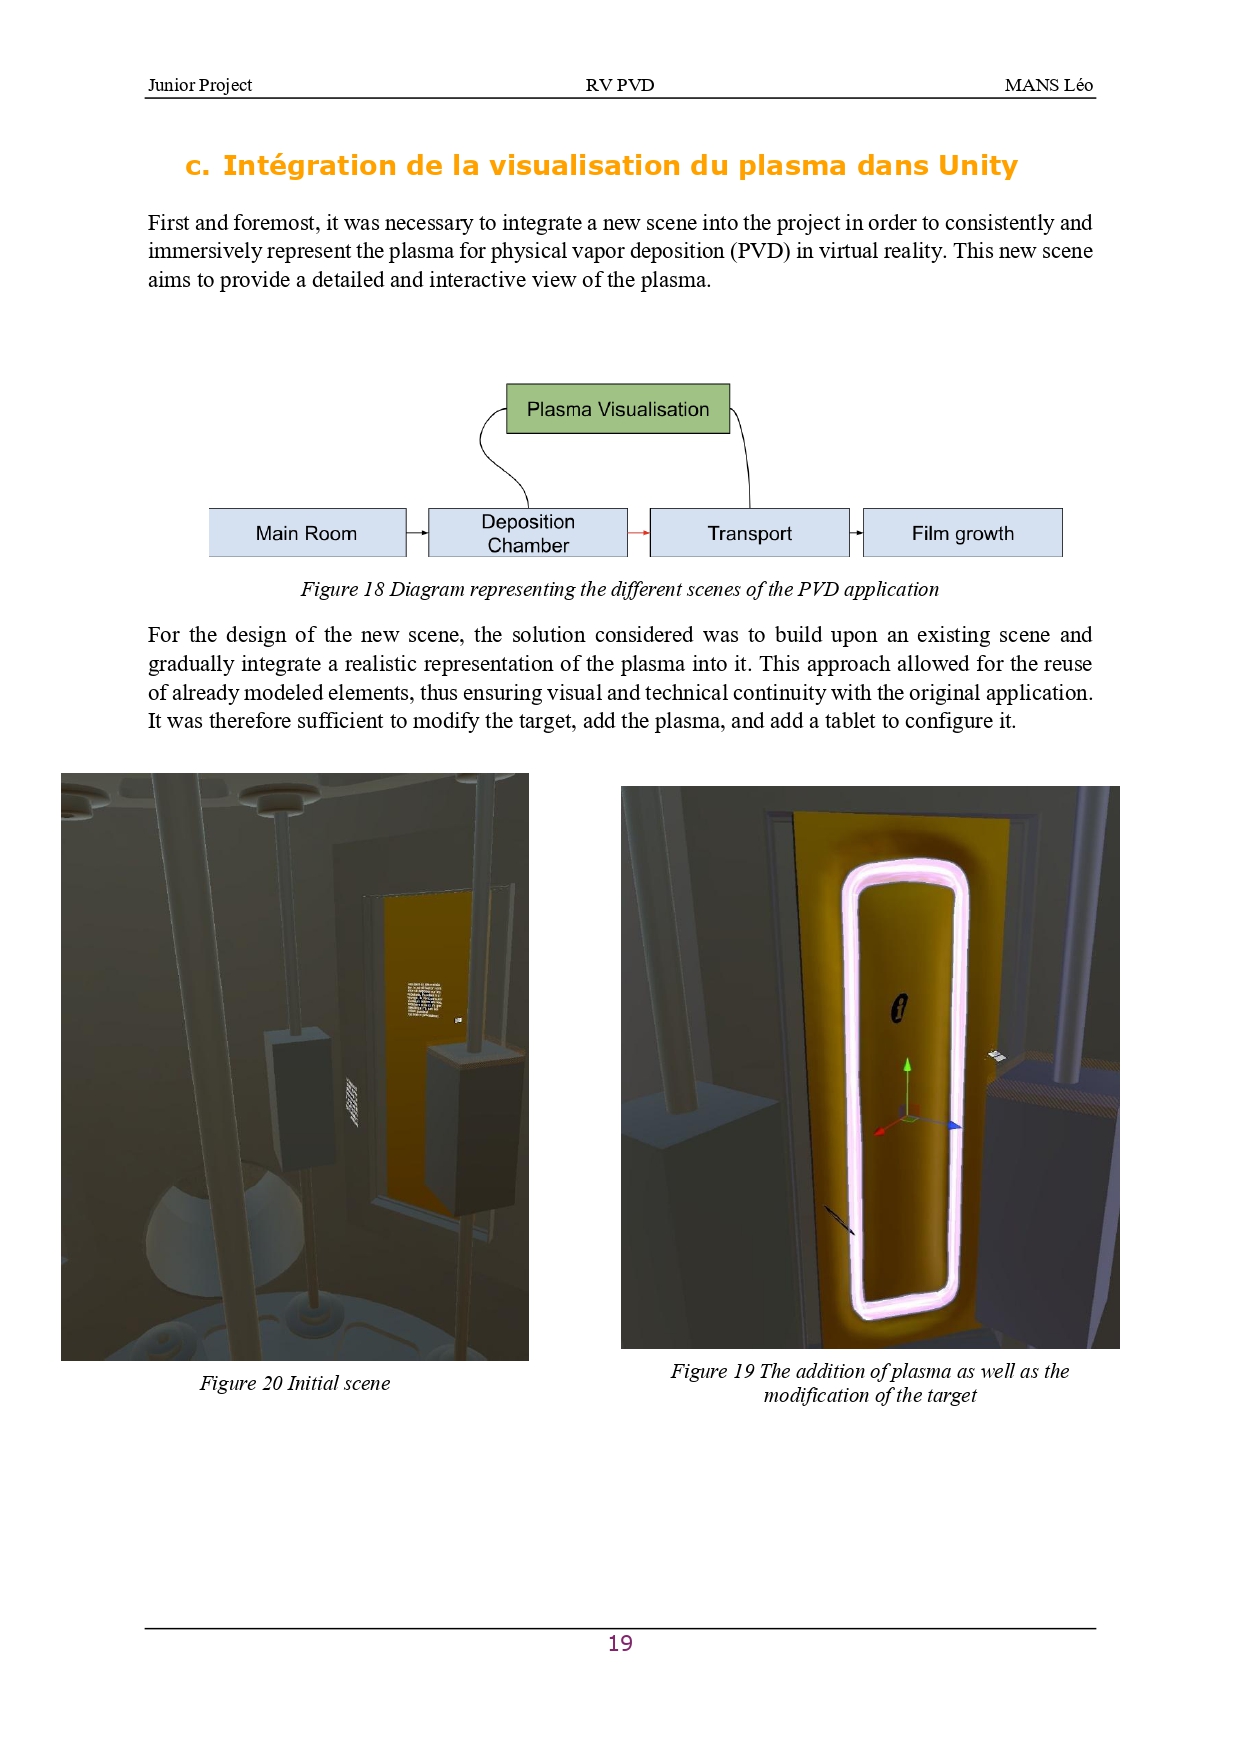 Junior Project RV PVD MANS Léo
c. Intégration de la visualisation du plasma dans Unity
First and foremost, it was necessary to integrate a new scene into the project in order to consistently and
immersively represent the plasma for physical vapor deposition (PVD) in virtual reality. This new scene
aims to provide a detailed and interactive view of the plasma.
Plasma Visualisation
Main Room
Deposition
Chamber
Transport
Film growth
Figure 18 Diagram representing the different scenes of the PVD application
For the design of the new scene, the solution considered was to build upon an existing scene and
gradually integrate a realistic representation of the plasma into it. This approach allowed for the reuse
of already modeled elements, thus ensuring visual and technical continuity with the original application.
It was therefore sufficient to modify the target, add the plasma, and add a tablet to configure it.
i
Figure 20 Initial scene
Figure 19 The addition of plasma as well as the
modification of the target
19